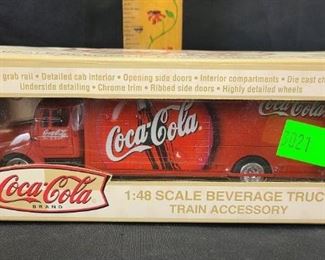 grab rail • Detailed cab interior • Opening side doors • Interior compartments • Die cast ch
Underside detailing • Chrome trim • Ribbed side doors • Highly detailed wheels
Coca-Cola
Coca-Cola
Coca-Cola
3021
Coca-Cola
BRAND
1:48 SCALE BEVERAGE TRUC
TRAIN ACCESSORY